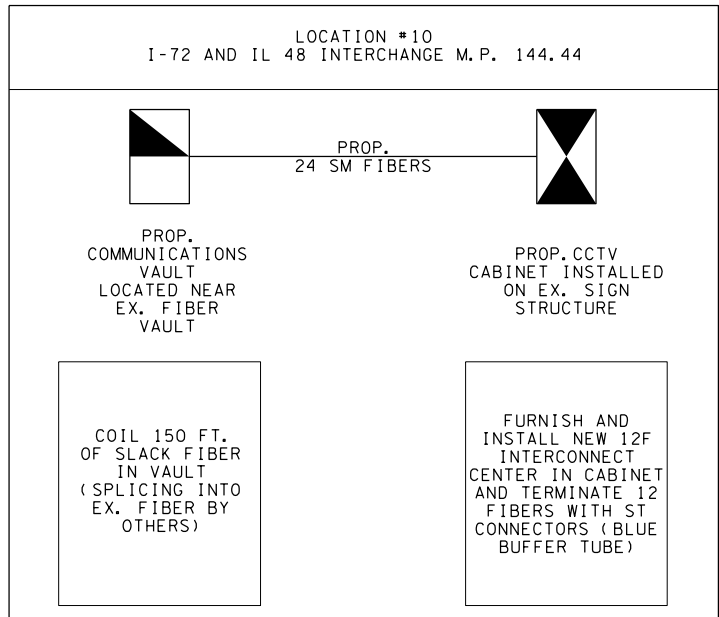 LOCATION #10
I-72 AND IL 48 INTERCHANGE M.P. 144.44
PROP.
24 SM FIBERS
PROP.
COMMUNICATIONS
VAULT
LOCATED NEAR
EX. FIBER
VAULT
PROP.CCTV
CABINET INSTALLED
ON EX. SIGN
STRUCTURE
COIL 150 FT.
OF SLACK FIBER
IN VAULT
(SPLICING INTO
EX. FIBER BY
OTHERS)
FURNISH AND
INSTALL NEW 12F
INTERCONNECT
CENTER IN CABINET
AND TERMINATE 12
FIBERS WITH ST
CONNECTORS (BLUE
BUFFER TUBE)